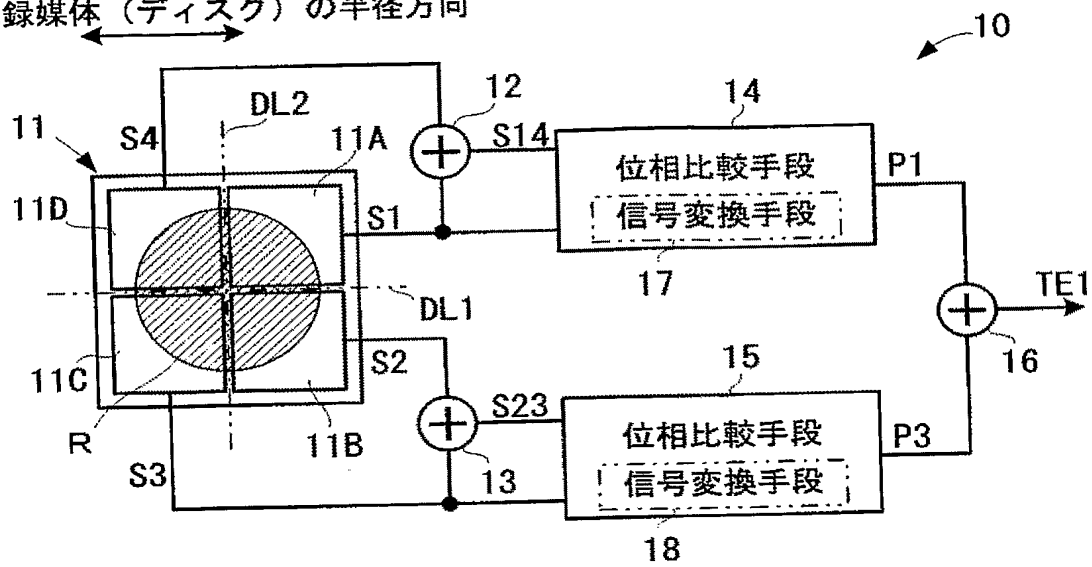 録媒体（ディスク）の半径方向
10
11
S4
DL2
11A
12
S14
14
位相比較手段
信号変換手段
17
P1
11D
S1
DL1
TE1
16
11C
R
S3
11B
S2
13
S23
15
位相比較手段
信号変換手段
18
P3